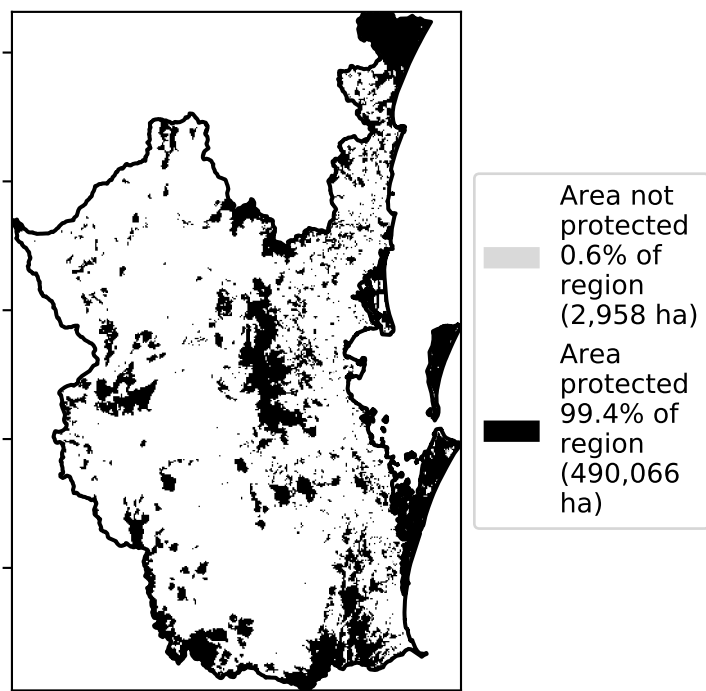 Area not
protected
0.6% of
region
(2,958 ha)
Area
protected
99.4% of
region
(490,066
ha)